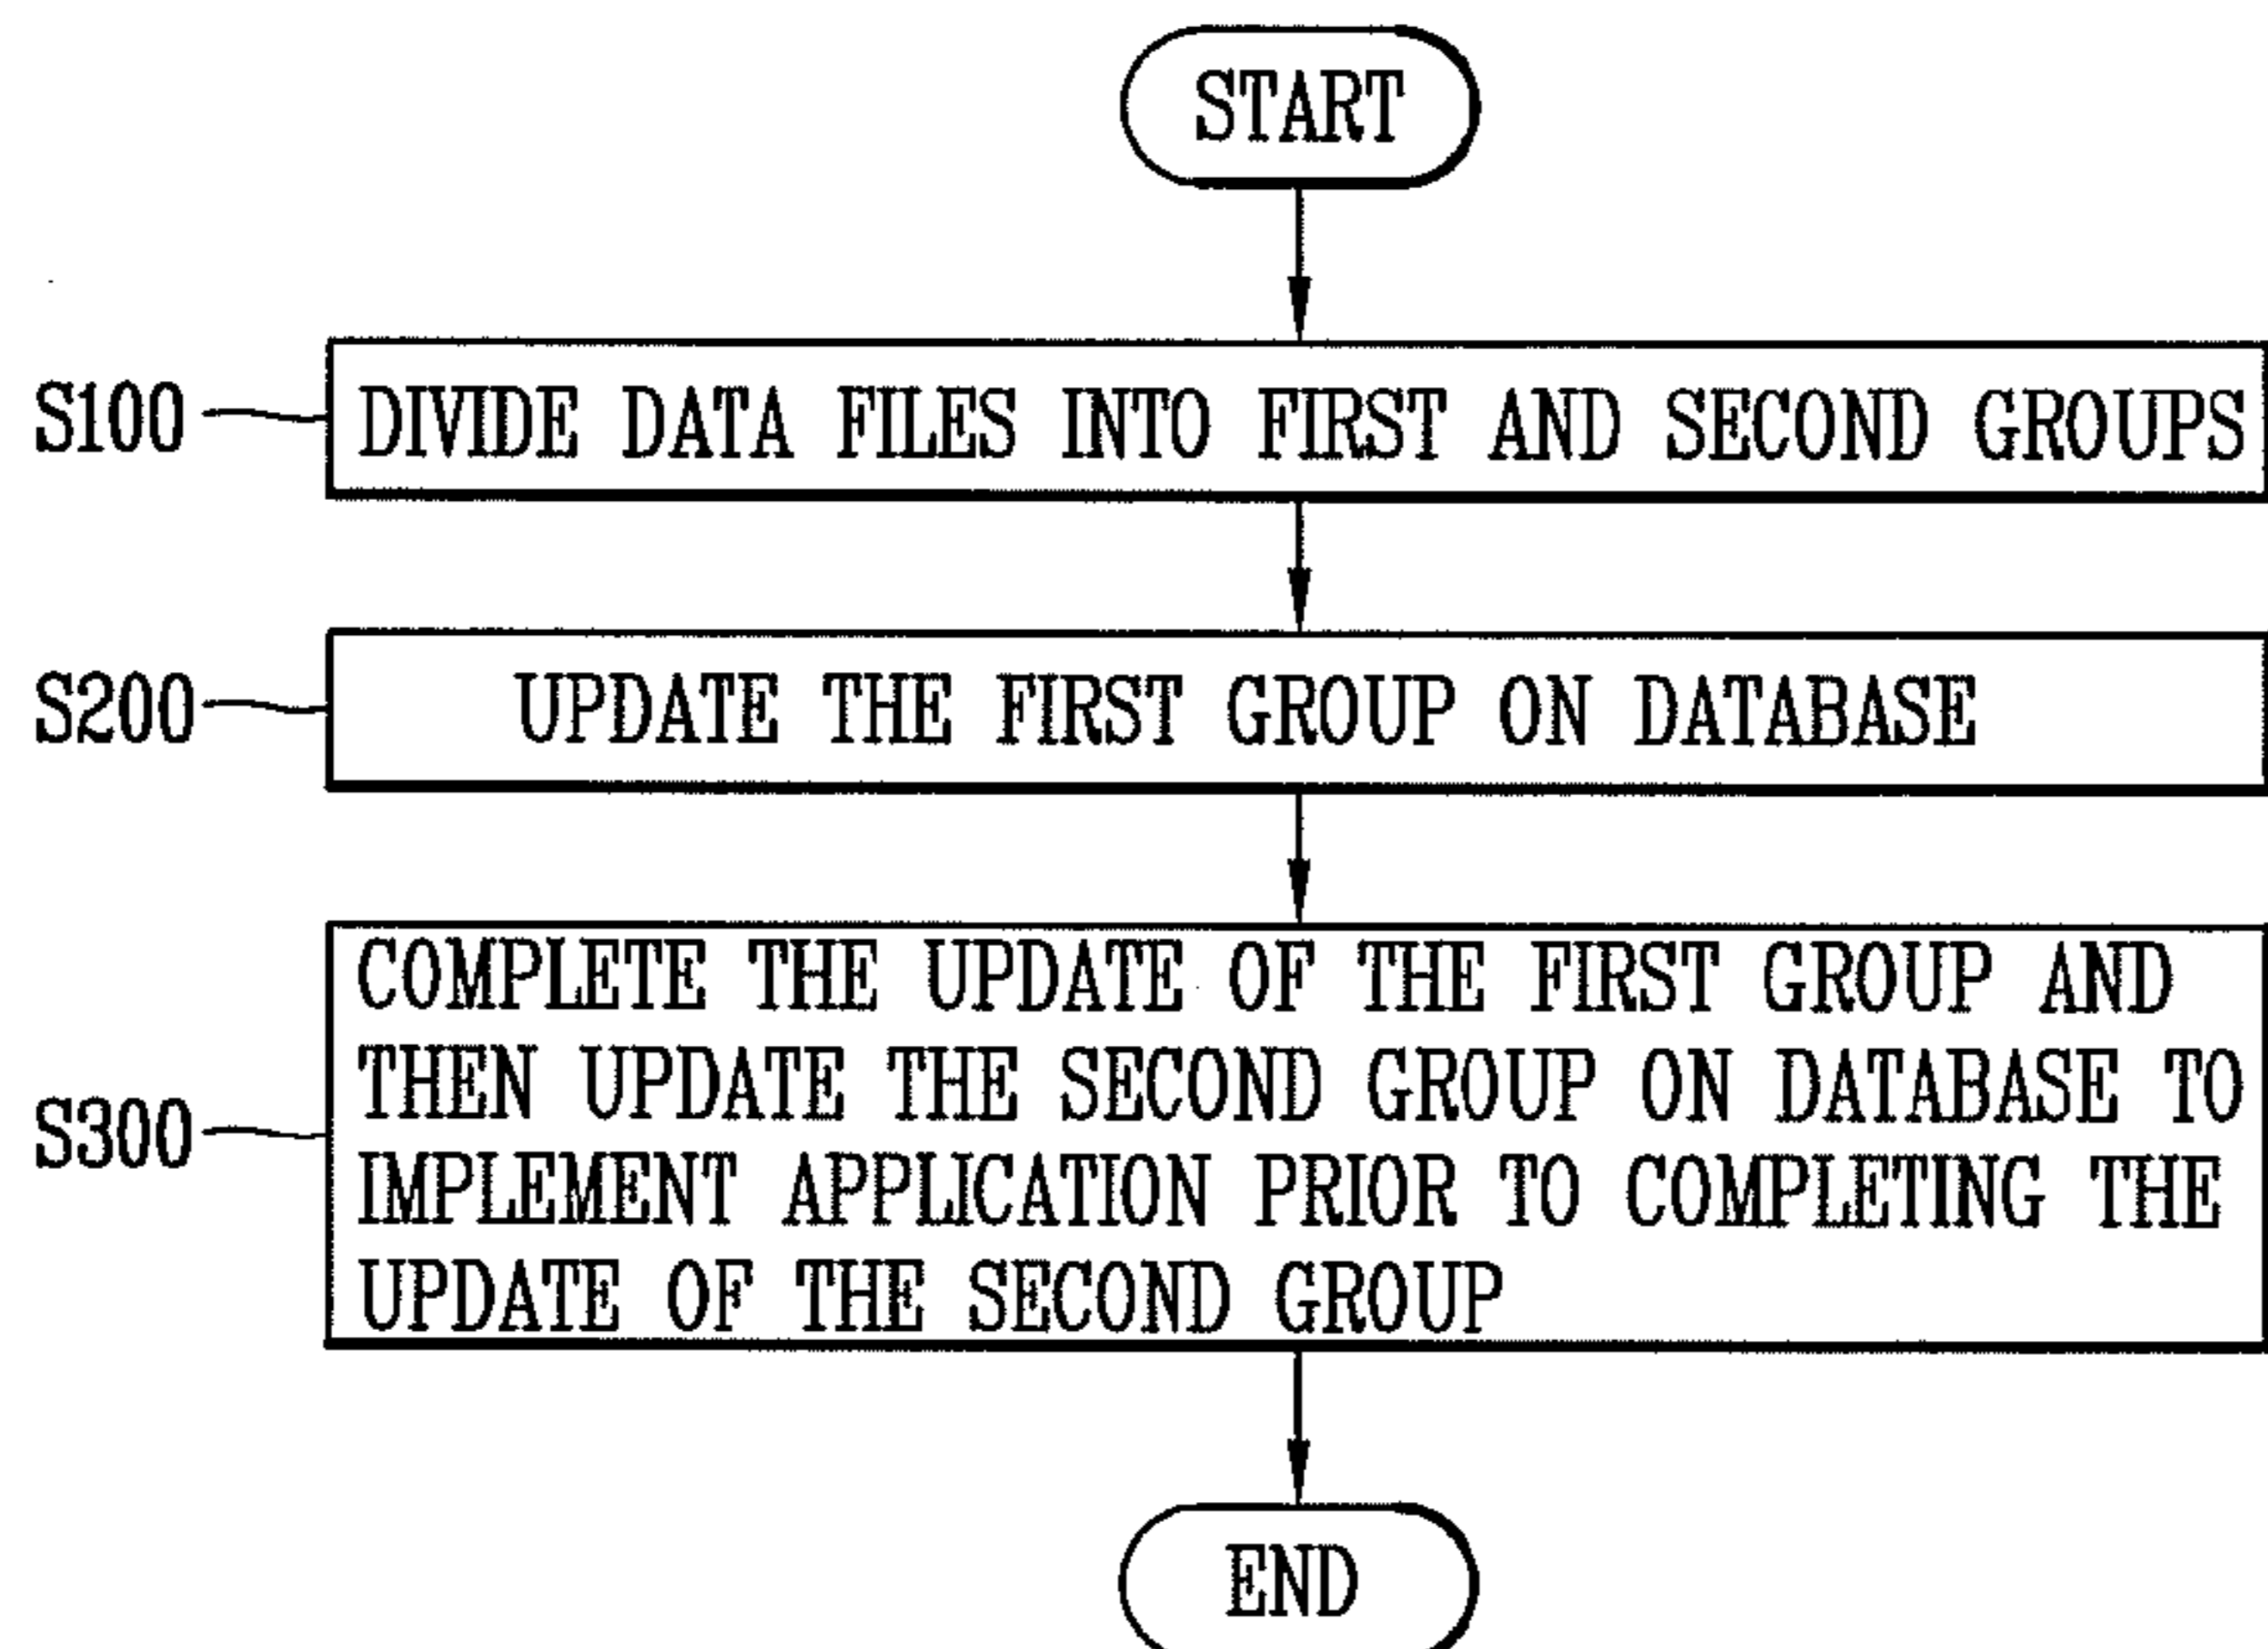 START
S100
DIVIDE DATA FILES INTO FIRST AND SECOND GROUPS
S200
UPDATE THE FIRST GROUP ON DATABASE
S300
COMPLETE THE UPDATE OF THE FIRST GROUP AND
THEN UPDATE THE SECOND GROUP ON DATABASE TO
IMPLEMENT APPLICATION PRIOR TO COMPLETING THE
UPDATE OF THE SECOND GROUP
END